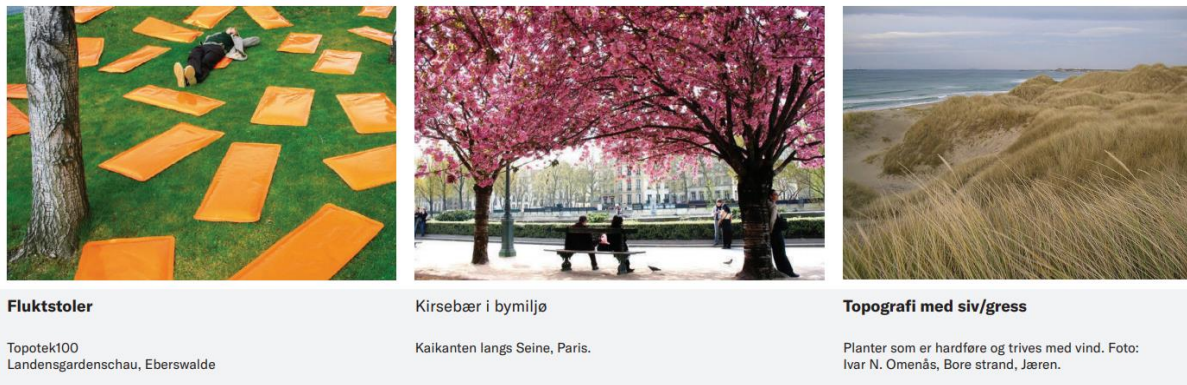 Fluktstoler
Topotek100
Landensgardenschau, Eberswalde
Kirsebær i bymiljø
Kaikanten langs Seine, Paris.
Topografi med siv/gress
Planter som er hardføre og trives med vind. Foto:
Ivar N. Omenås, Bore strand, Jæren.